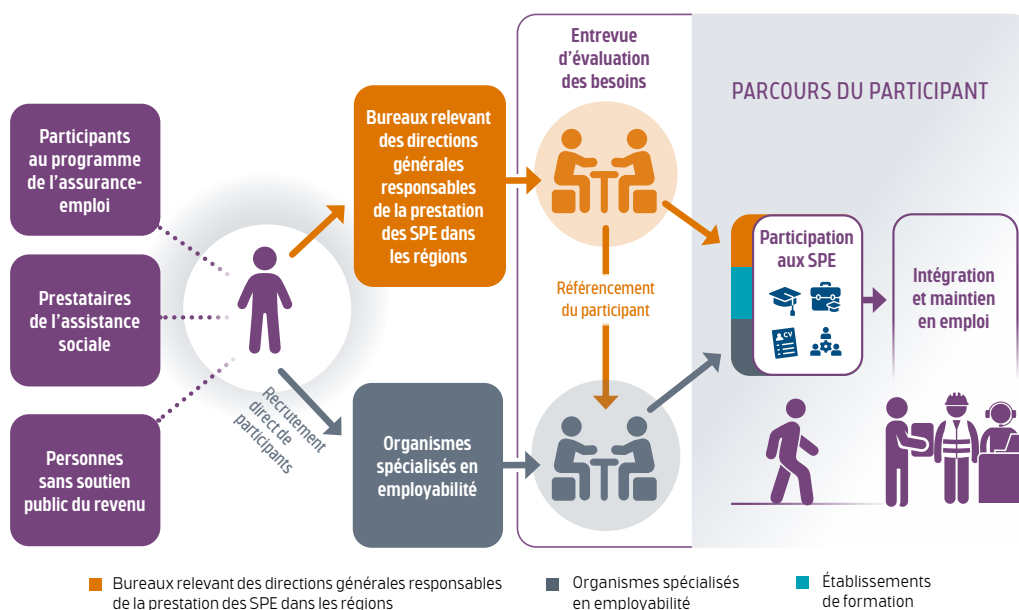 Participants
au programme
de l’assurance-
emploi
Prestataires
de l’assistance
sociale
Personnes
sans soutien
public du revenu
Recrutement
direct de
participants
Bureaux relevant
des directions
générales
responsables
de la prestation
des SPE dans
les régions
Organismes
spécialisés en
employabilité
Entrevue
d’évaluation
des besoins
Référencement
du participant
PARCOURS DU PARTICIPANT
Participation
aux SPE
CV
Intégration
et maintien
en emploi
Bureaux relevant des directions générales responsables
de la prestation des SPE dans les régions
Organismes spécialisés
en employabilité
Établissements
de formation